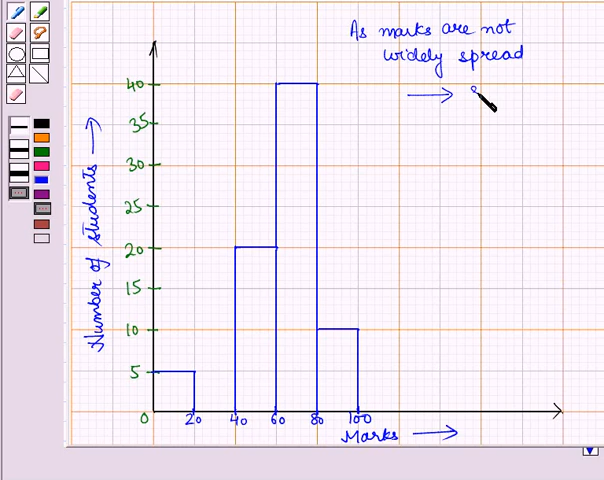 As marks are not
widely spread
→
40
35
30
25
20
15
10
5
0
20 40 60 80 100
Number of students →
Marks →